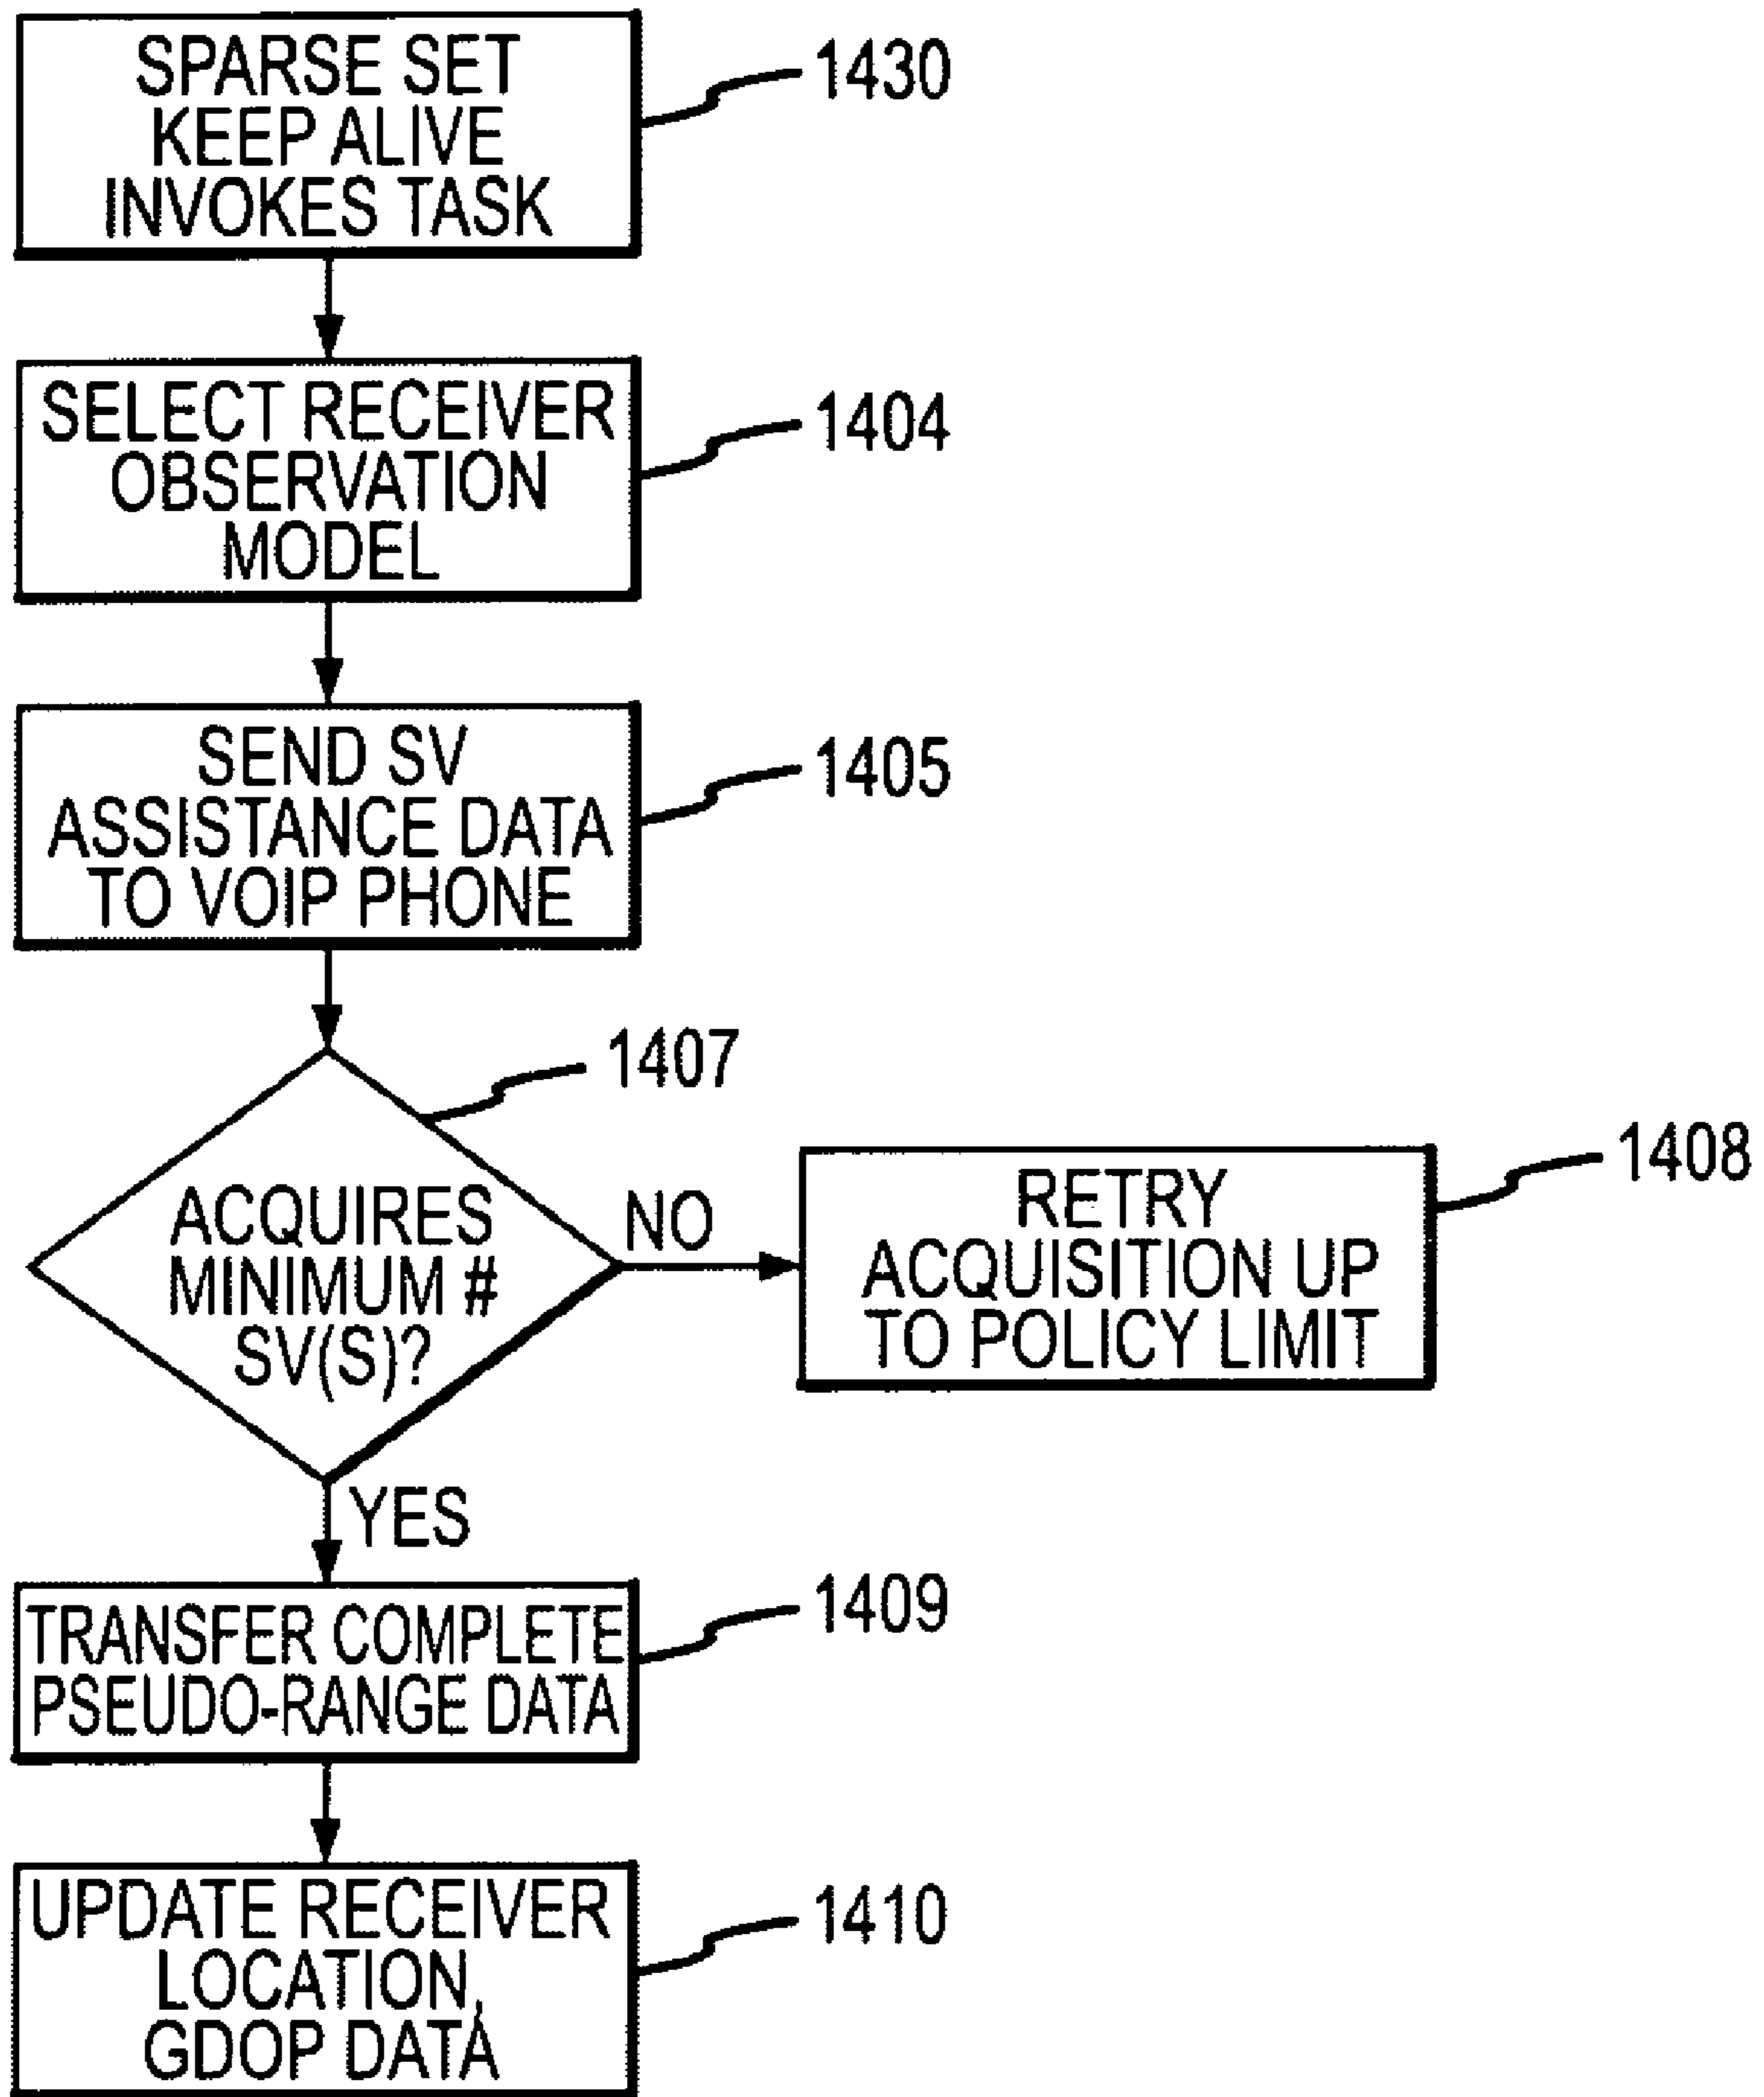 SPARSE SET
KEEP ALIVE
INVOKES TASK
1430
SELECT RECEIVER
OBSERVATION
MODEL
1404
SEND SV
ASSISTANCE DATA
TO VOIP PHONE
1405
1407
ACQUIRES
MINIMUM #
SV(S)?
NO
RETRY
ACQUISITION UP
TO POLICY LIMIT
1408
YES
TRANSFER COMPLETE
PSEUDO-RANGE DATA
1409
UPDATE RECEIVER
LOCATION,
GDOP DATA
1410